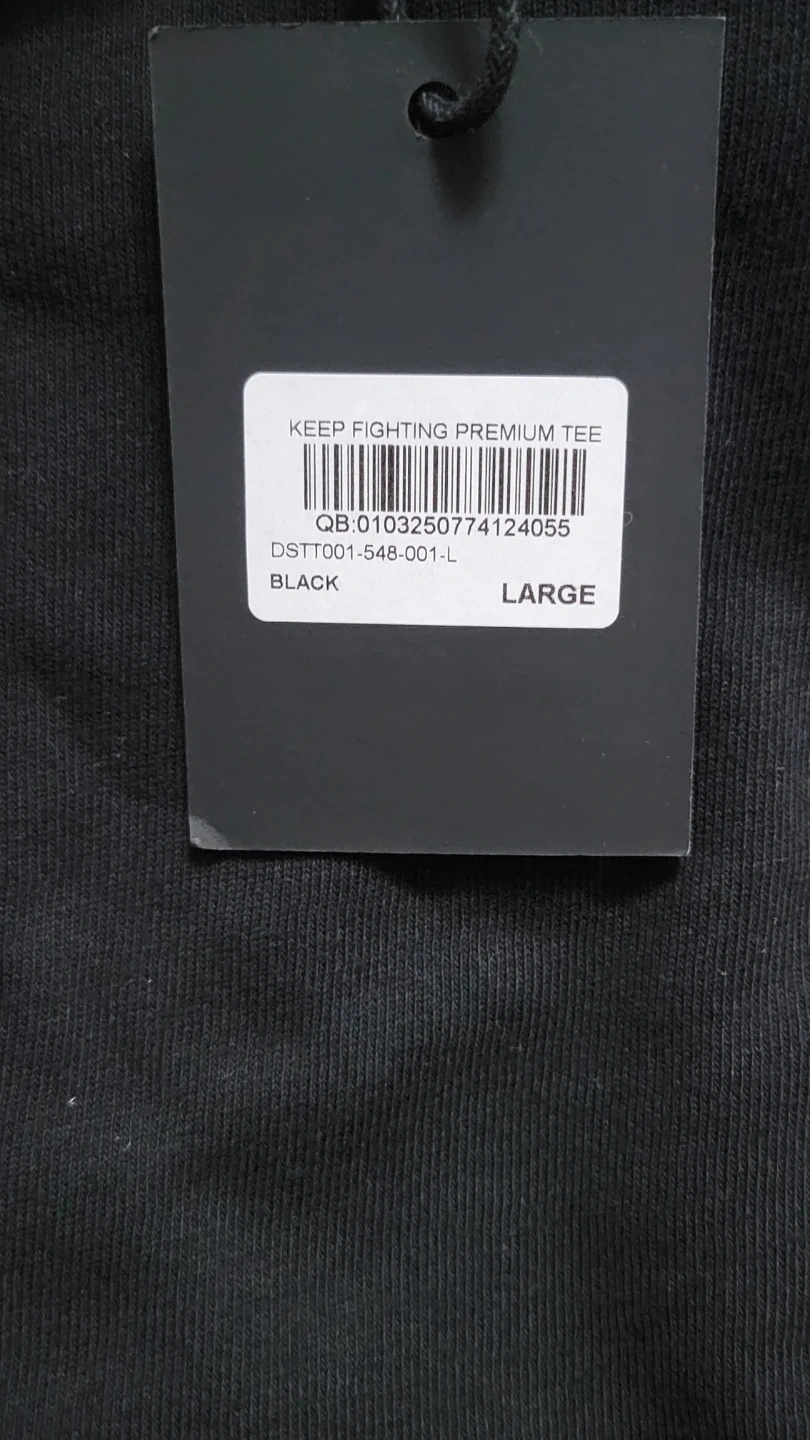 KEEP FIGHTING PREMIUM TEE
QB:0103250774124055
DSTT001-548-001-L
BLACK LARGE